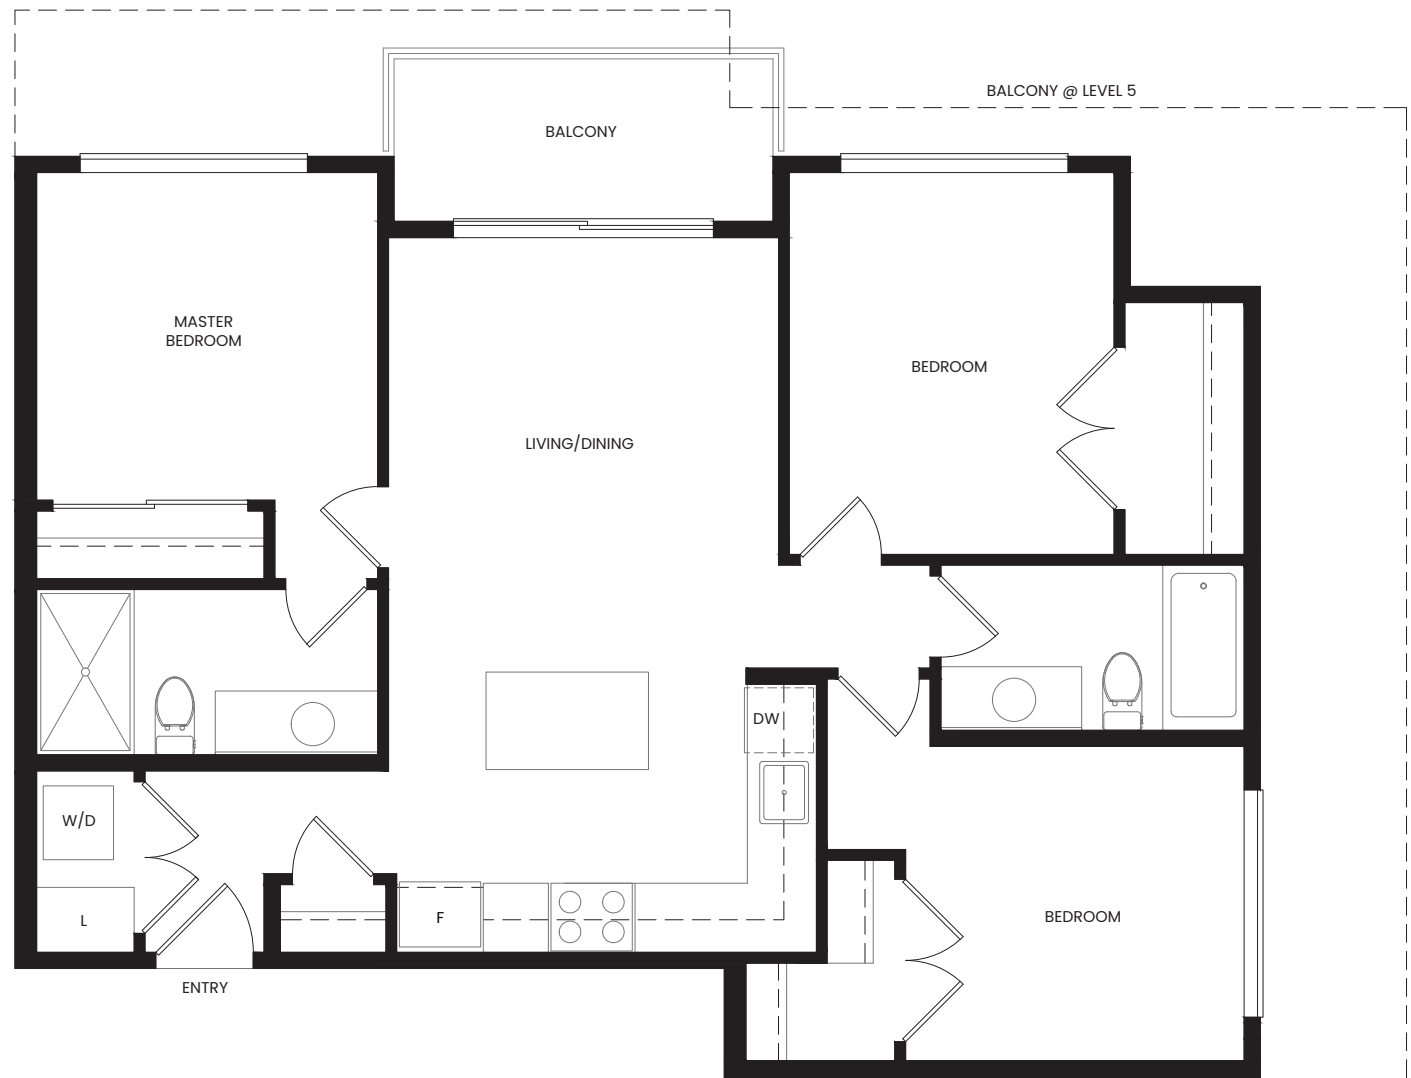 BALCONY @ LEVEL 5
BALCONY
MASTER
BEDROOM
BEDROOM
LIVING/DINING
DW
W/D
L
F
BEDROOM
ENTRY